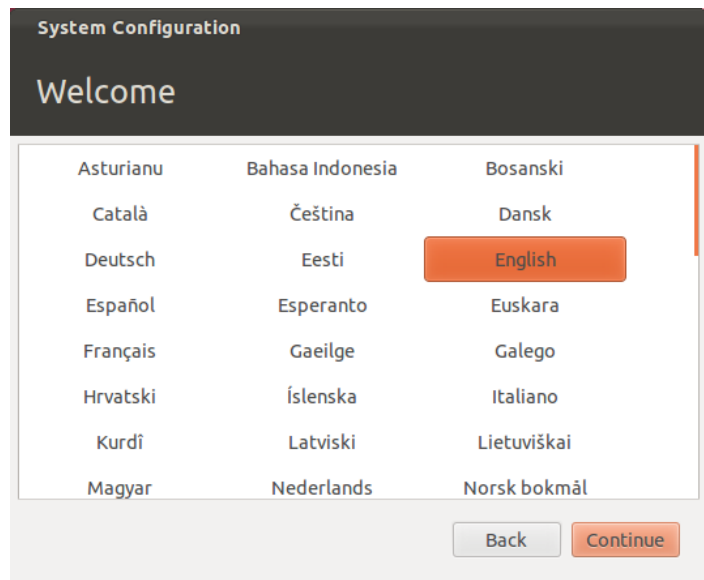 System Configuration
Welcome
Asturianu Bahasa Indonesia Bosanski
Català Čeština Dansk
Deutsch Eesti English
Español Esperanto Euskara
Français Gaeilge Galego
Hrvatski Íslenska Italiano
Kurdî Latviski Lietuviškai
Magyar Nederlands Norsk bokmål
Back Continue